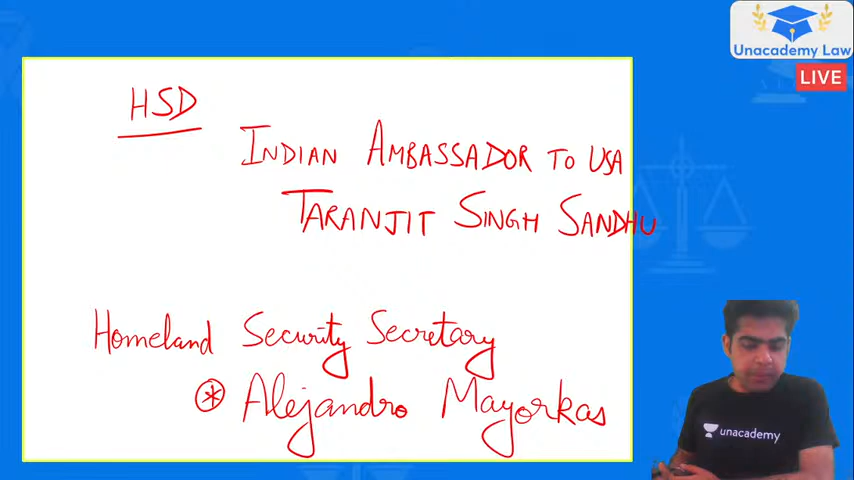 Unacademy Law
LIVE
HSD
INDIAN AMBASSADOR TO USA
TARANJIT SINGH SANDHU
Homeland Security Secretary
* Alejandro Mayorkas
unacademy